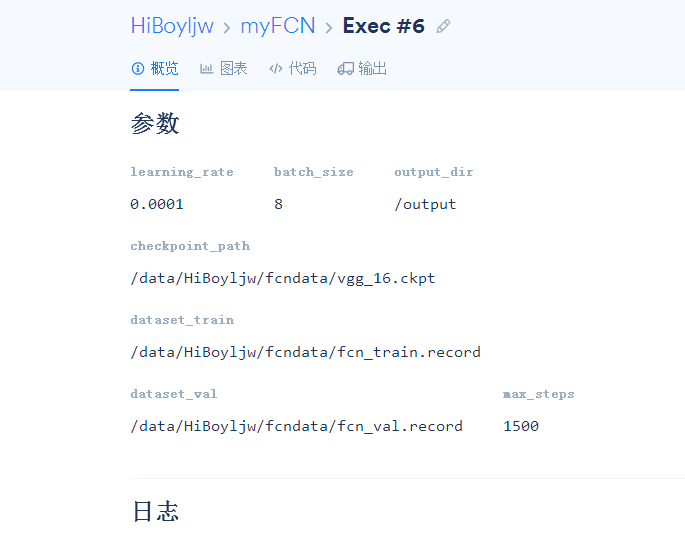 HiBoyljw > myFCN > Exec #6
概览 图表 代码 输出
参数
learning_rate batch_size output_dir
0.0001 8 /output
checkpoint_path
/data/HiBoyljw/fcndata/vgg_16.ckpt
dataset_train
/data/HiBoyljw/fcndata/fcn_train.record
dataset_val max_steps
/data/HiBoyljw/fcndata/fcn_val.record 1500
日志